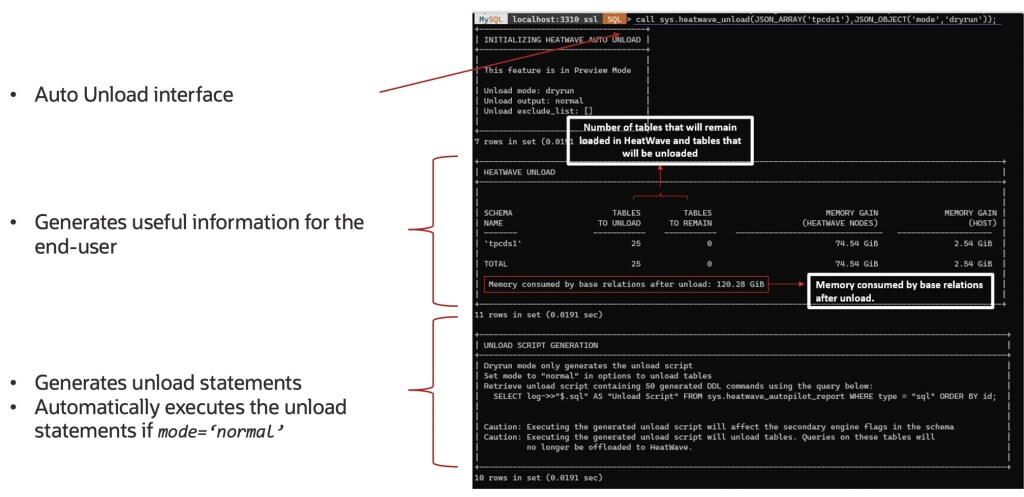 • Auto Unload interface
• Generates useful information for the
end-user
• Generates unload statements
• Automatically executes the unload
statements if mode=‘normal’
MySQL localhost:3310 ssl SQL > call sys.heatwave_unload(JSON_ARRAY('tpcds1'),JSON_OBJECT('mode','dryrun'));
INITIALIZING HEATWAVE AUTO UNLOAD
This feature is in Preview Mode
Unload mode: dryrun
Unload output: normal
Unload exclude_list: []
Number of tables that will remain
loaded in HeatWave and tables that
will be unloaded
7 rows in set (0.0191
HEATWAVE UNLOAD
SCHEMA TABLES TABLES MEMORY GAIN MEMORY GAIN
NAME TO UNLOAD TO REMAIN (HEATWAVE NODES) (HOST)
------ --------- --------- ---------------- -----------
`tpcds1` 25 0 74.54 GiB 2.54 GiB
TOTAL 25 0 74.54 GiB 2.54 GiB
Memory consumed by base relations after unload: 120.28 GiB
Memory consumed by base relations
after unload.
11 rows in set (0.0191 sec)
UNLOAD SCRIPT GENERATION
Dryrun mode only generates the unload script
Set mode to "normal" in options to unload tables
Retrieve unload script containing 50 generated DDL commands using the query below:
SELECT log->>"$.sql" AS "Unload Script" FROM sys.heatwave_autopilot_report WHERE type = "sql" ORDER BY id;
Caution: Executing the generated unload script will affect the secondary engine flags in the schema
Caution: Executing the generated unload script will unload tables. Queries on these tables will
no longer be offloaded to HeatWave.
10 rows in set (0.0191 sec)